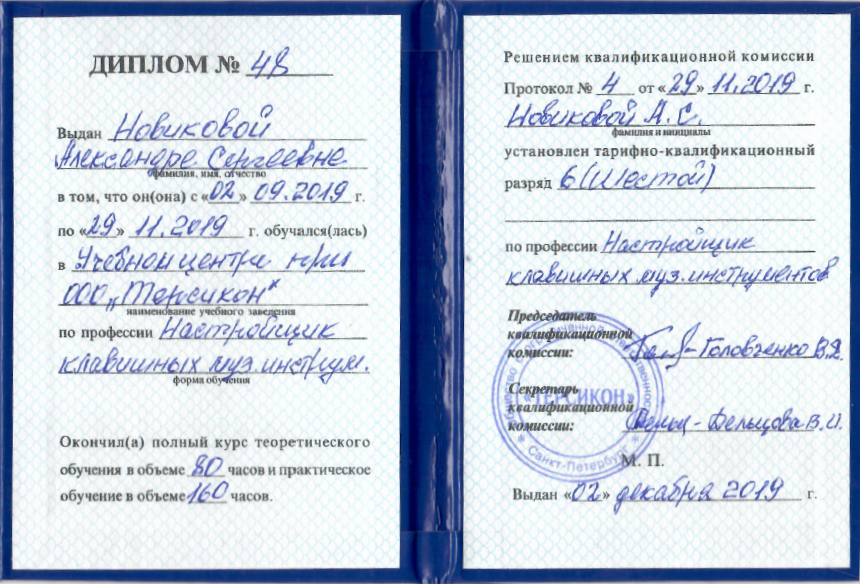 ДИПЛОМ № 48
Выдан Новиковой
Александре Сергеевне
фамилия, имя, отчество
в том, что он(она) с «02» 09.2019 г.
по «29» 11.2019 г. обучался(лась)
в Учебном центре при
ООО „Терсикон"
наименование учебного заведения
по профессии Настройщик
клавишных муз.инструм.
форма обучения
Окончил(а) полный курс теоретического
обучения в объеме 80 часов и практическое
обучение в объеме 160 часов.
Решением квалификационной комиссии
Протокол № 4 от «29» 11.2019 г.
Новиковой А.С.
фамилия и инициалы
установлен тарифно-квалификационный
разряд 6 (Шестой)
по профессии Настройщик
клавишных муз.инструментов
Председатель
квалификационной
комиссии: Головченко В.Я.
Секретарь
квалификационной
комиссии: Дельцова В.И.
«ТЕРСИКОН»
Санкт-Петербург
М. П.
Выдан «02» декабря 2019 г.